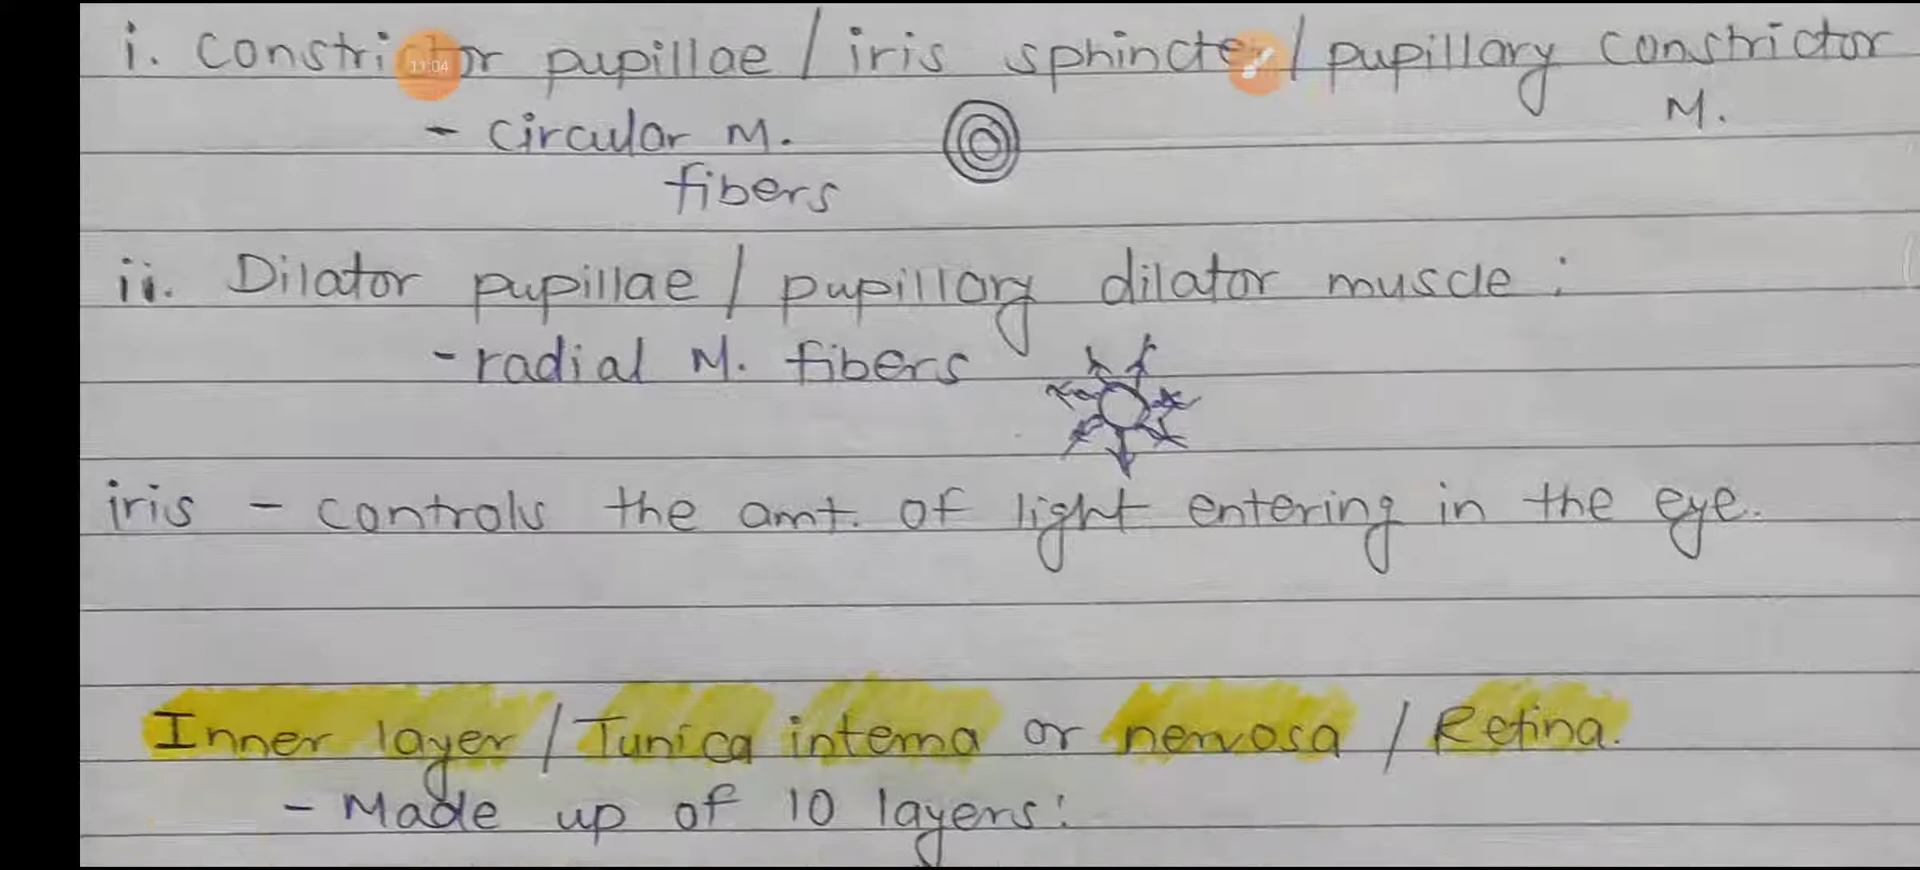 i. Constrictor pupillae / iris sphincter / pupillary constrictor M.
- circular M.
fibers
ii. Dilator pupillae / pupillary dilator muscle :
- radial M. fibers
iris - controls the amt. of light entering in the eye.
Inner layer / Tunica interna or nervosa / Retina.
- Made up of 10 layers:
11:04